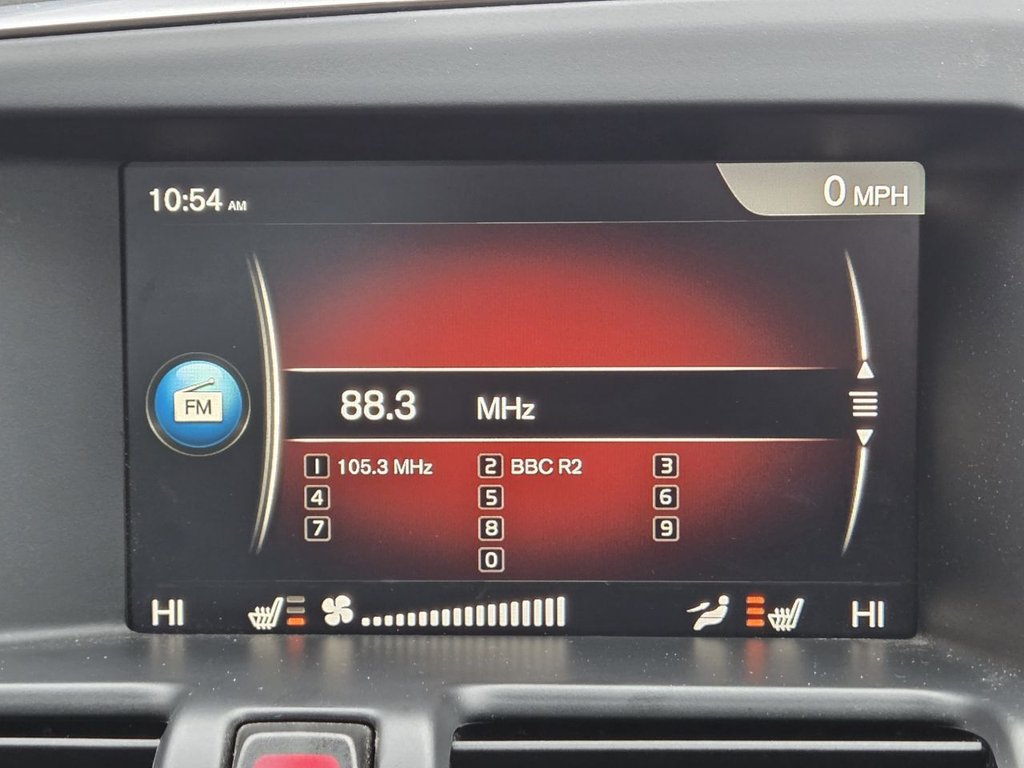 10:54 AM
0 MPH
FM
88.3 MHz
1 105.3 MHz 2 BBC R2 3
4 5 6
7 8 9
0
HI HI